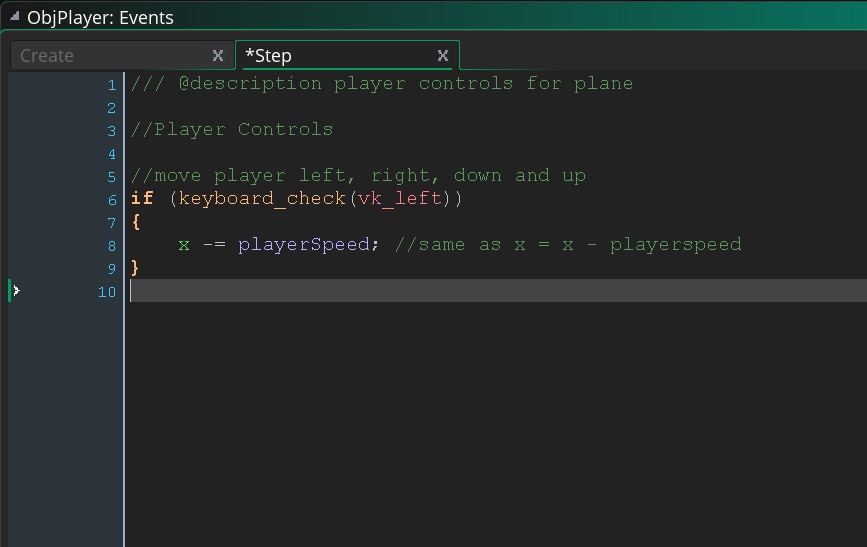 ObjPlayer: Events
Create x *Step x
1 /// @description player controls for plane
2
3 //Player Controls
4
5 //move player left, right, down and up
6 if (keyboard_check(vk_left))
7 {
8 x -= playerSpeed; //same as x = x - playerspeed
9 }
10